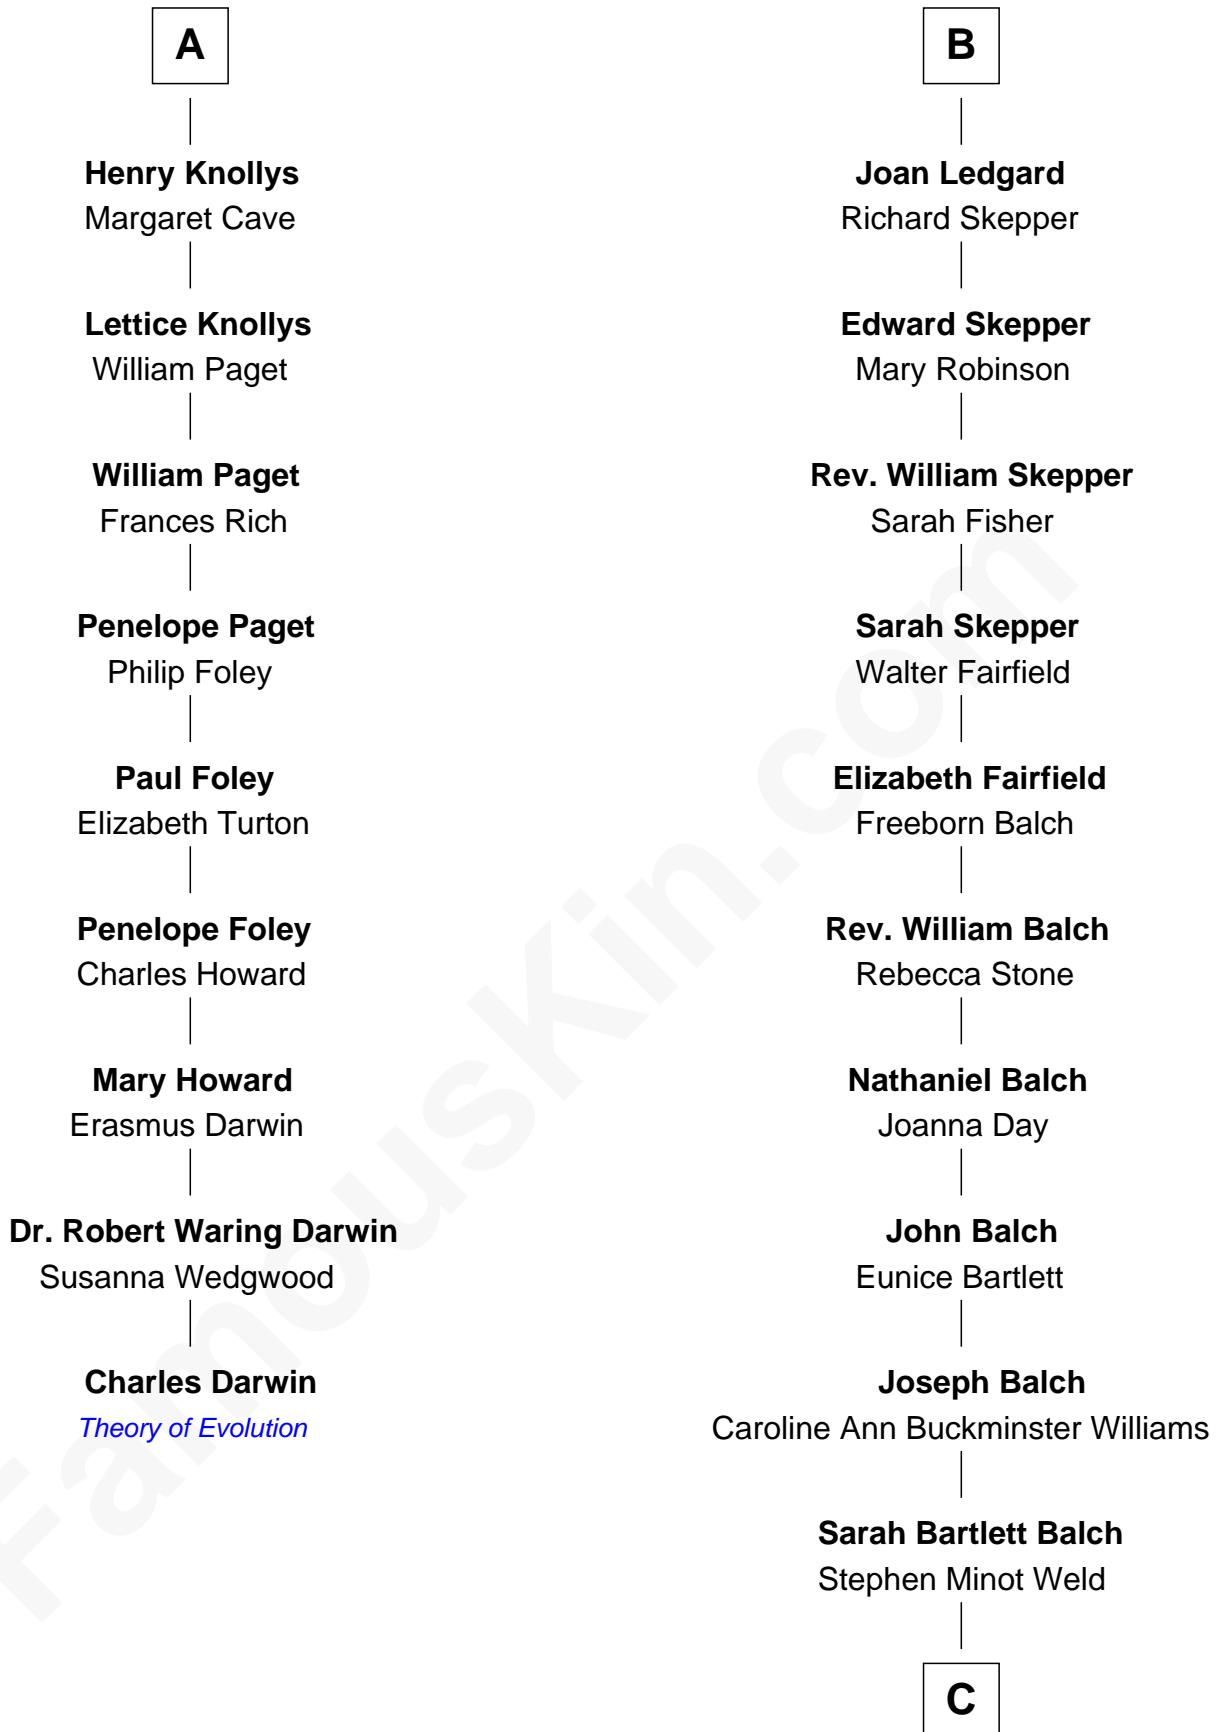 A
Henry Knollys
Margaret Cave
Lettice Knollys
William Paget
William Paget
Frances Rich
Penelope Paget
Philip Foley
Paul Foley
Elizabeth Turton
Penelope Foley
Charles Howard
Mary Howard
Erasmus Darwin
Dr. Robert Waring Darwin
Susanna Wedgwood
Charles Darwin
Theory of Evolution
B
Joan Ledgard
Richard Skepper
Edward Skepper
Mary Robinson
Rev. William Skepper
Sarah Fisher
Sarah Skepper
Walter Fairfield
Elizabeth Fairfield
Freeborn Balch
Rev. William Balch
Rebecca Stone
Nathaniel Balch
Joanna Day
John Balch
Eunice Bartlett
Joseph Balch
Caroline Ann Buckminster Williams
Sarah Bartlett Balch
Stephen Minot Weld
C
FamousKin.com